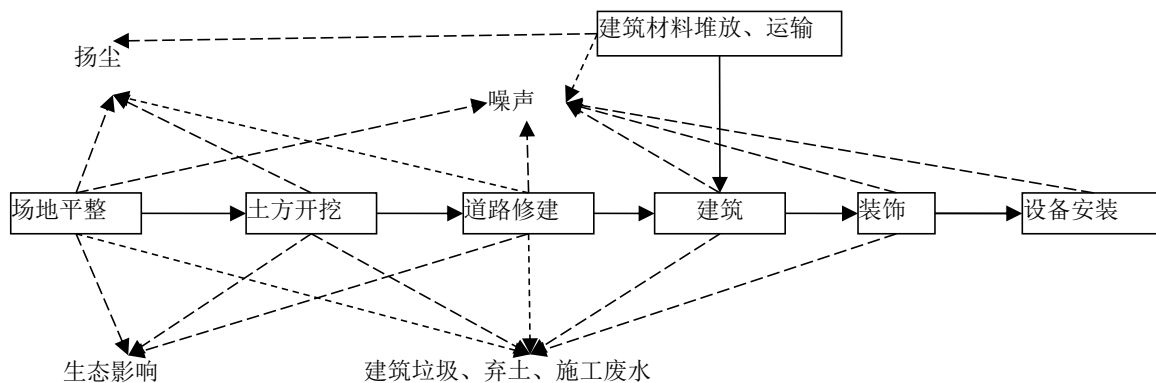 建筑材料堆放、运输
扬尘
噪声
场地平整
土方开挖
道路修建
建筑
装饰
设备安装
生态影响
建筑垃圾、弃土、施工废水